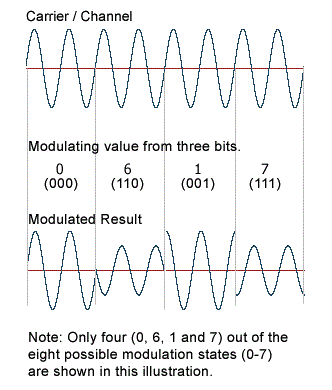 Carrier / Channel
Modulating value from three bits.
0 6 1 7
(000) (110) (001) (111)
Modulated Result
Note: Only four (0, 6, 1 and 7) out of the
eight possible modulation states (0-7)
are shown in this illustration.